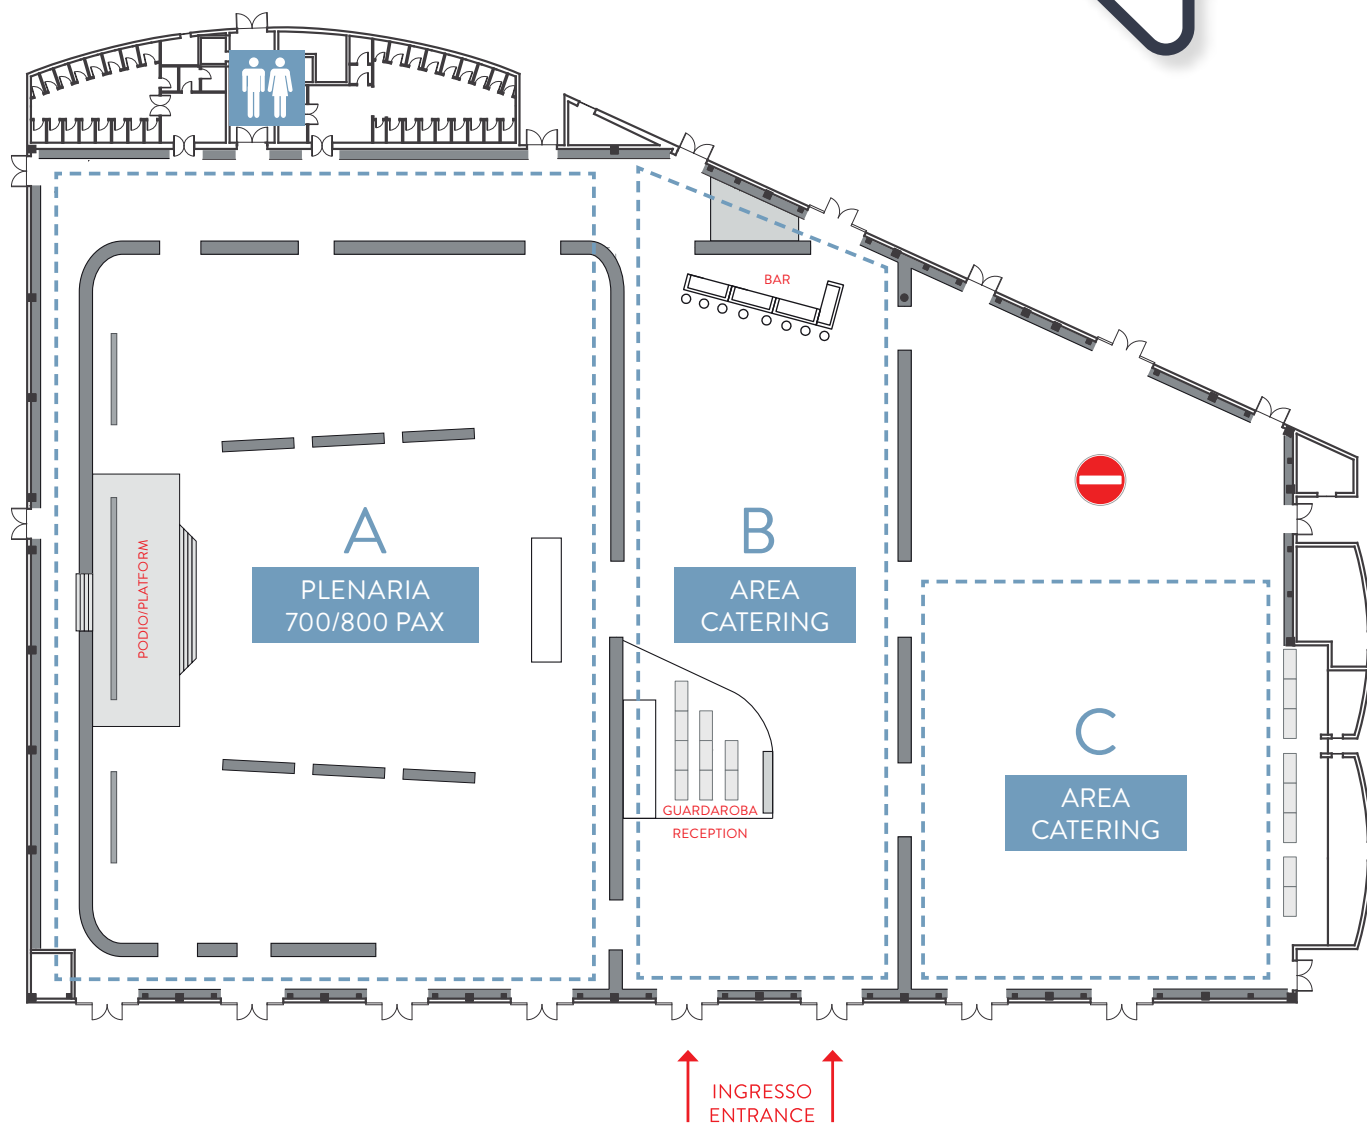 BAR
A
PLENARIA
700/800 PAX
PODIO/PLATFORM
B
AREA
CATERING
C
AREA
CATERING
GUARDAROBA
RECEPTION
INGRESSO
ENTRANCE